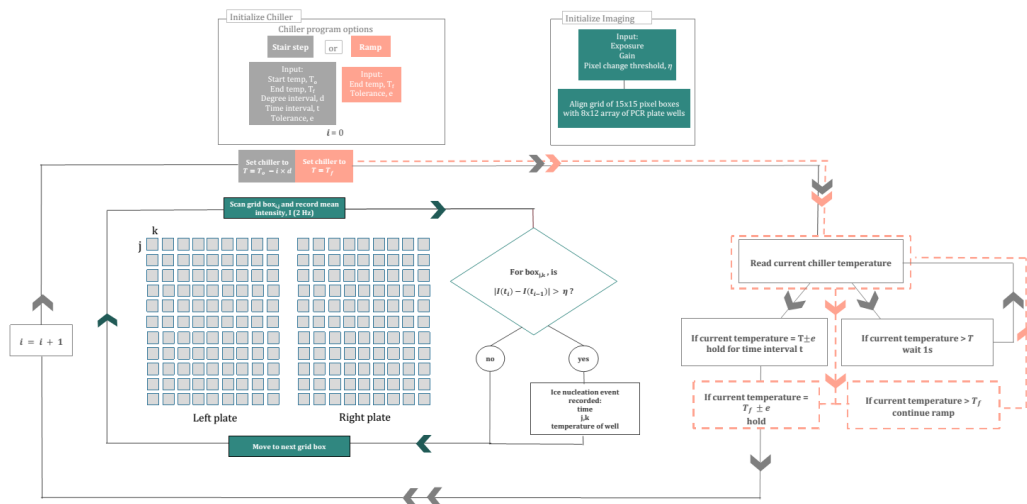 Initialize Chiller
Chiller program options
Stair step
or
Ramp
Input:
Start temp, Tₒ
End temp, T_f
Degree interval, d
Time interval, t
Tolerance, e
Input:
End temp, T_f
Tolerance, e
i = 0
Initialize Imaging
Input:
Exposure
Gain
Pixel change threshold, η
Align grid of 15x15 pixel boxes
with 8x12 array of PCR plate wells
Set chiller to
T = Tₒ − i × d
Set chiller to
T = T_f
Scan grid boxᵢ,ⱼ and record mean
intensity, I (2 Hz)
k
j
Left plate
Right plate
For box_j,k, is
|I(tᵢ) − I(tᵢ₋₁)| > η ?
no
yes
Ice nucleation event
recorded:
time
j,k
temperature of well
Move to next grid box
i = i + 1
Read current chiller temperature
If current temperature = T±e
hold for time interval t
If current temperature > T
wait 1s
If current temperature =
T_f ± e
hold
If current temperature > T_f
continue ramp